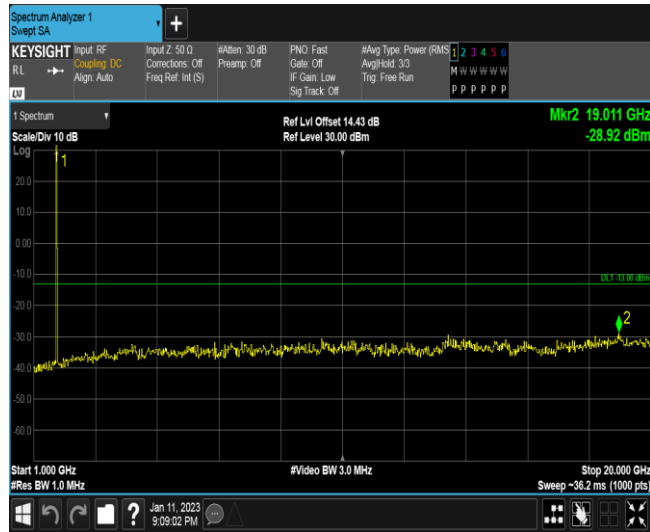 Spectrum Analyzer 1
Swept SA
+
KEYSIGHT
RL
LXI
Input: RF
Coupling: DC
Align: Auto
Input Z: 50 Ω
Corrections: Off
Freq Ref: Int (S)
#Atten: 30 dB
Preamp: Off
PNO: Fast
Gate: Off
IF Gain: Low
Sig Track: Off
#Avg Type: Power (RMS
Avg|Hold: 3/3
Trig: Free Run
1 2 3 4 5 6
M W W W W W
P P P P P P
1 Spectrum
Scale/Div 10 dB
Ref Lvl Offset 14.43 dB
Ref Level 30.00 dBm
Mkr2 19.011 GHz
-28.92 dBm
Log
1
20.0
10.0
0.00
-10.0
DL1 -13.00 dBm
-20.0
2
-30.0
-40.0
-50.0
-60.0
Start 1.000 GHz
#Res BW 1.0 MHz
#Video BW 3.0 MHz
Stop 20.000 GHz
Sweep ~36.2 ms (1000 pts)
?
Jan 11, 2023
9:09:02 PM